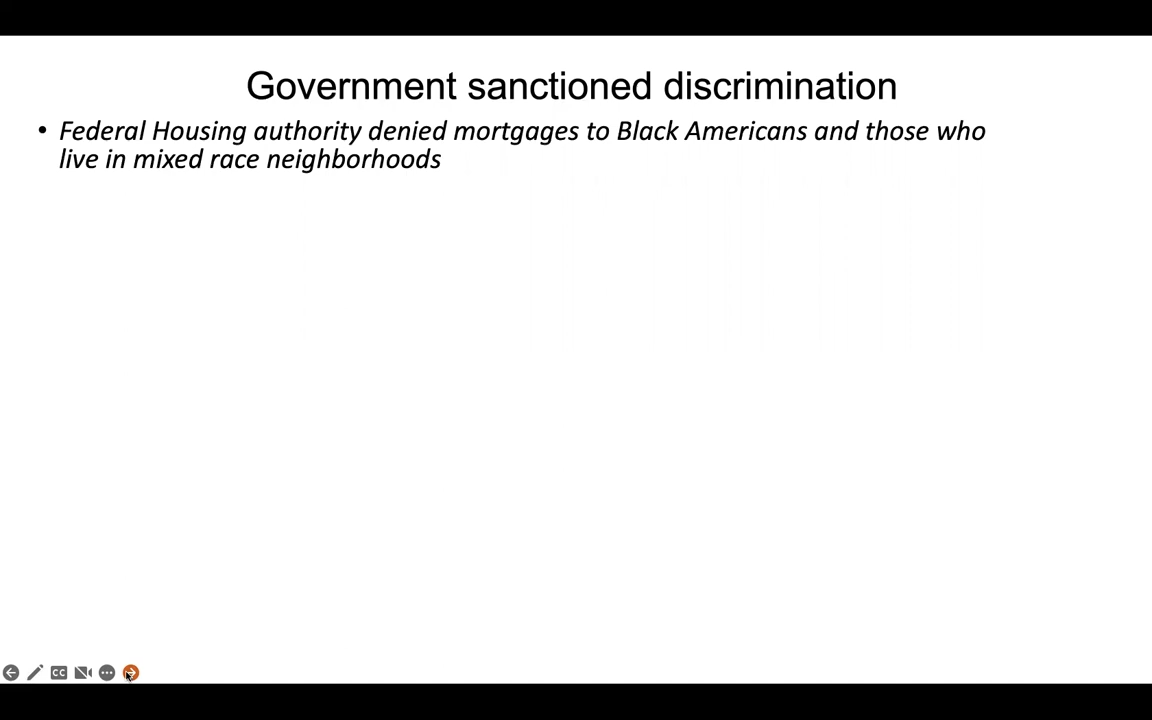 Government sanctioned discrimination
• Federal Housing authority denied mortgages to Black Americans and those who
live in mixed race neighborhoods
CC